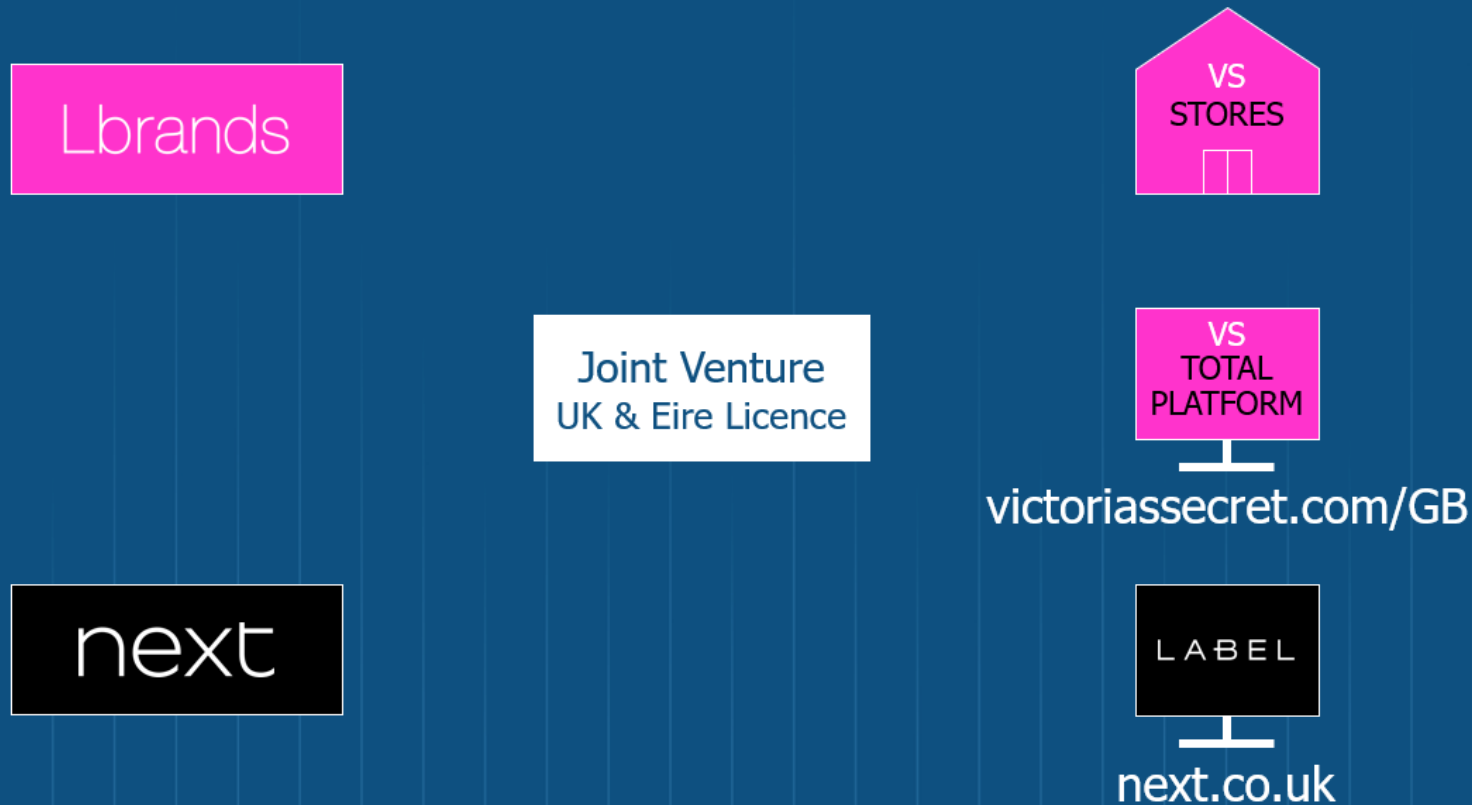 Lbrands
VS
STORES
Joint Venture
UK & Eire Licence
VS
TOTAL
PLATFORM
victoriassecret.com/GB
next
LABEL
next.co.uk